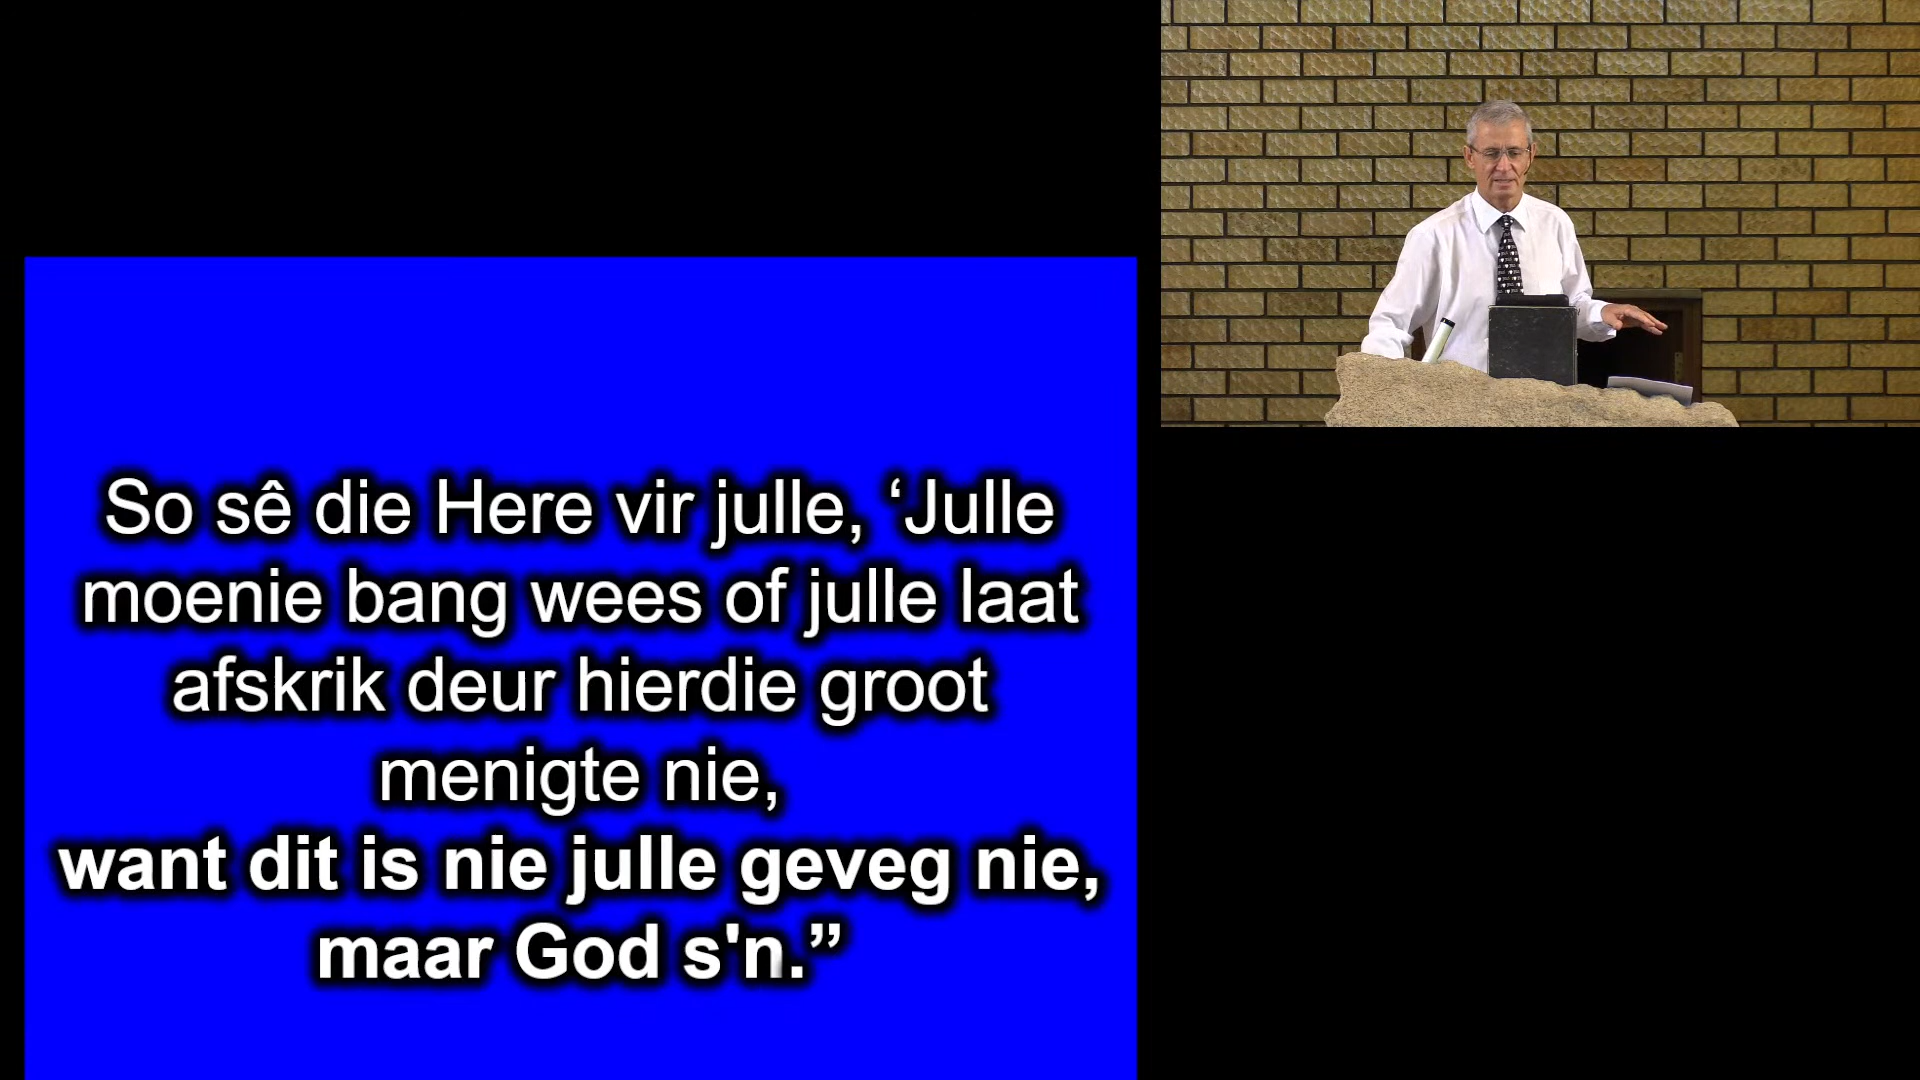 So sê die Here vir julle, ‘Julle
moenie bang wees of julle laat
afskrik deur hierdie groot
menigte nie,
want dit is nie julle geveg nie,
maar God s'n.”